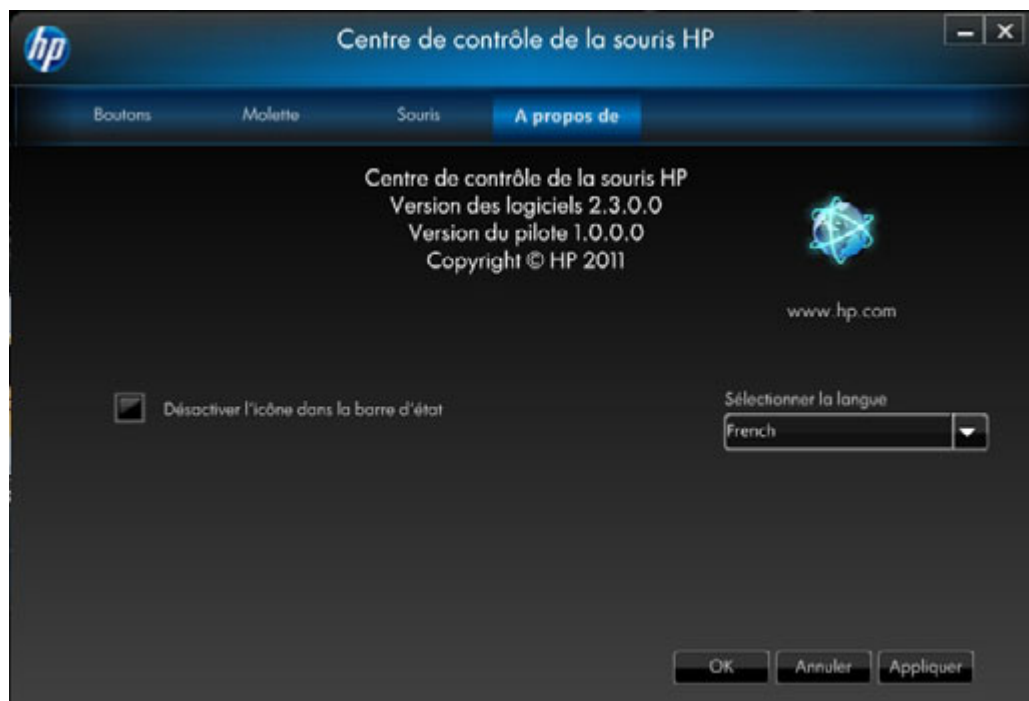 hp
Centre de contrôle de la souris HP
Boutons Molette Souris A propos de
Centre de contrôle de la souris HP
Version des logiciels 2.3.0.0
Version du pilote 1.0.0.0
Copyright © HP 2011
www.hp.com
Désactiver l'icône dans la barre d'état
Sélectionner la langue
French
OK Annuler Appliquer